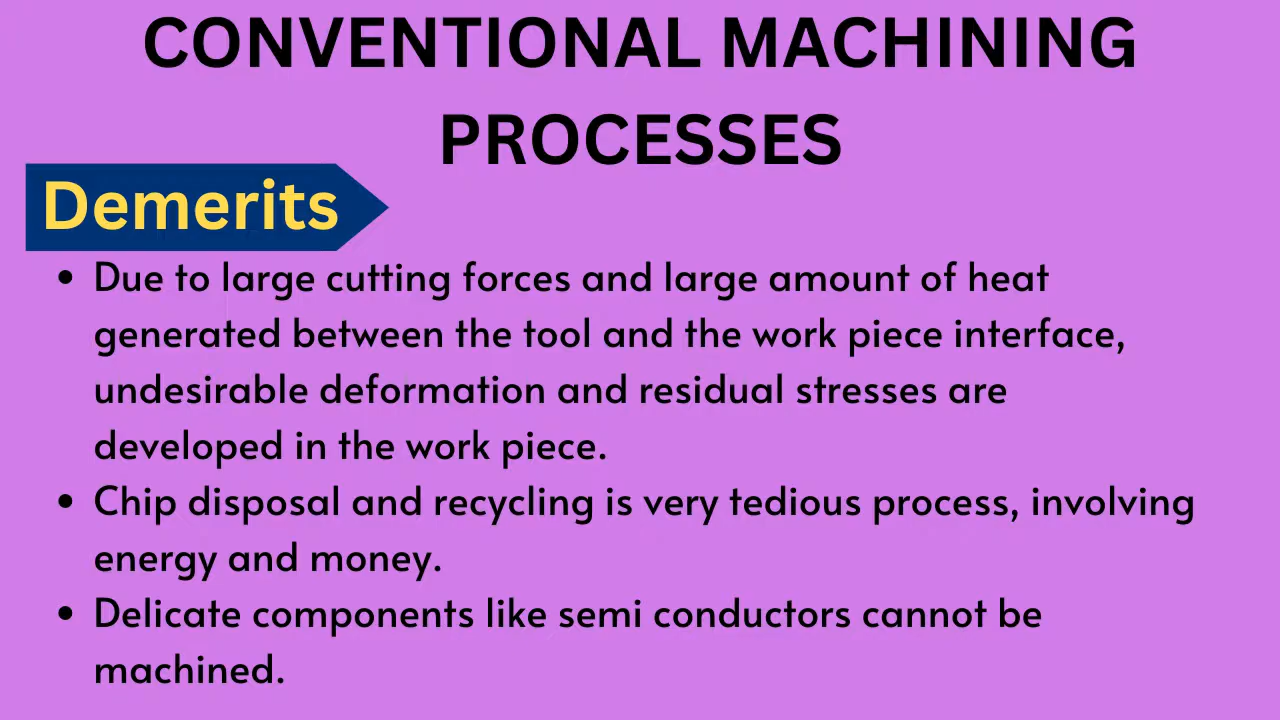 CONVENTIONAL MACHINING
PROCESSES
Demerits
• Due to large cutting forces and large amount of heat
generated between the tool and the work piece interface,
undesirable deformation and residual stresses are
developed in the work piece.
• Chip disposal and recycling is very tedious process, involving
energy and money.
• Delicate components like semi conductors cannot be
machined.